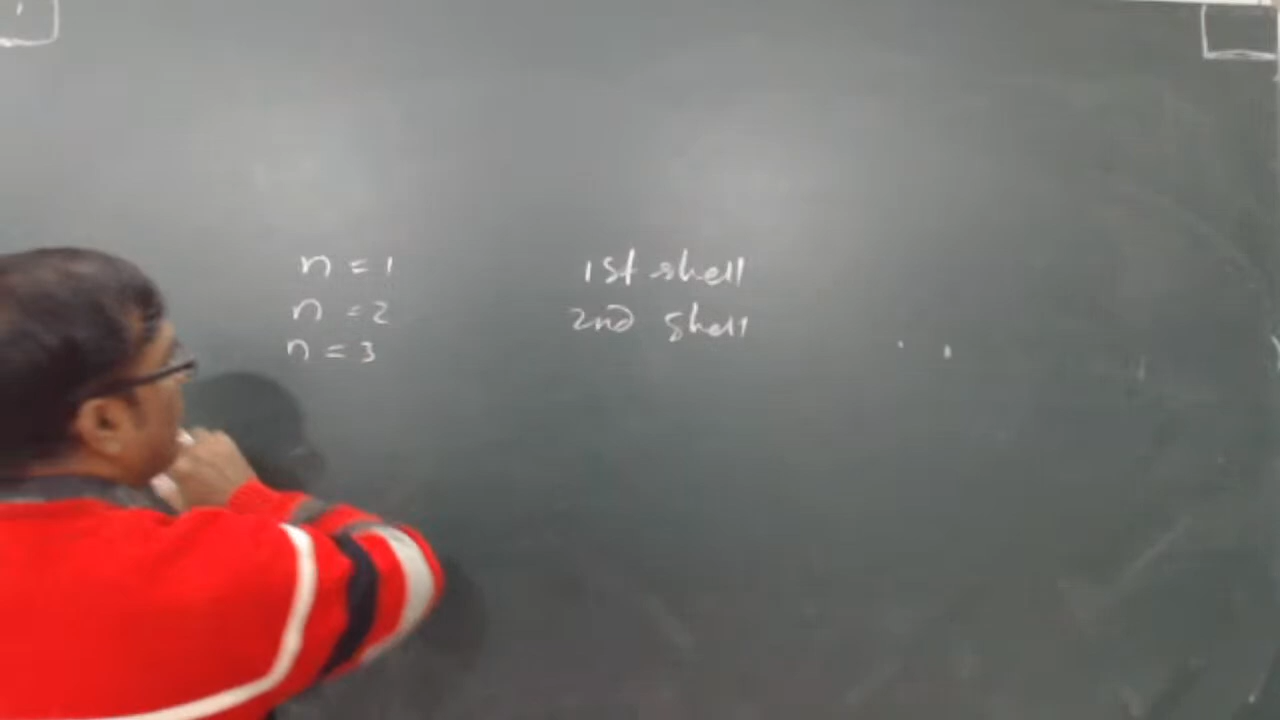 n = 1 1st shell
n = 2 2nd shell
n = 3